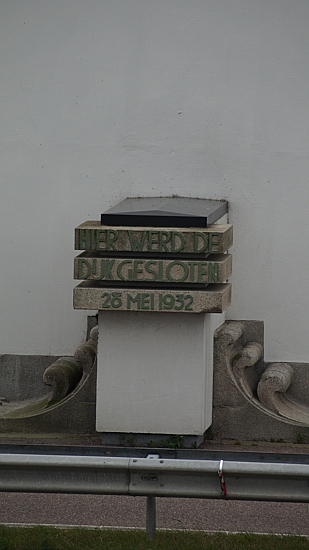 HIER WERD DE
DIJK GESLOTEN
28 MEI 1932